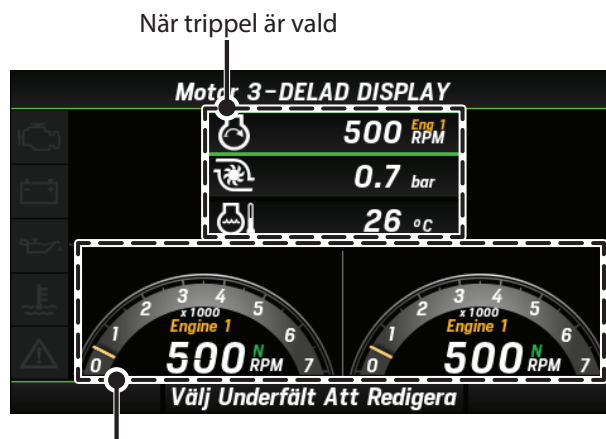 När trippel är vald
Motor 3-DELAD DISPLAY
500 Eng 1 RPM
0.7 bar
26 °C
0 1 2 3 4 5 6 7
x 1000
Engine 1
500 N RPM
0 1 2 3 4 5 6 7
x 1000
Engine 1
500 N RPM
Välj Underfält Att Redigera